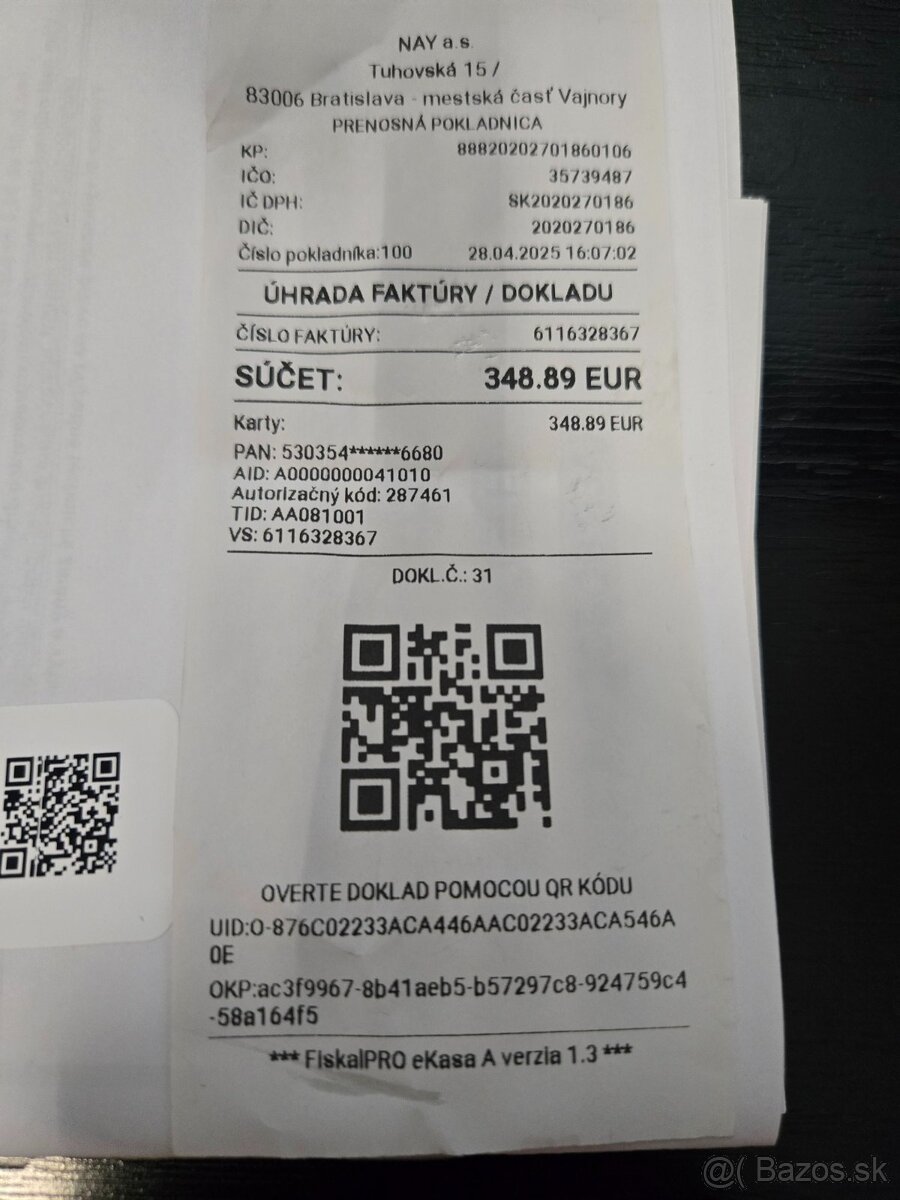 NAY a.s.
Tuhovská 15 /
83006 Bratislava - mestská časť Vajnory
PRENOSNÁ POKLADNICA
KP: 88820202701860106
IČO: 35739487
IČ DPH: SK2020270186
DIČ: 2020270186
Číslo pokladníka:100 28.04.2025 16:07:02
ÚHRADA FAKTÚRY / DOKLADU
ČÍSLO FAKTÚRY: 6116328367
SÚČET: 348.89 EUR
Karty: 348.89 EUR
PAN: 530354******6680
AID: A0000000041010
Autorizačný kód: 287461
TID: AA081001
VS: 6116328367
DOKL.Č.: 31
OVERTE DOKLAD POMOCOU QR KÓDU
UID:O-876C02233ACA446AAC02233ACA546A
0E
OKP:ac3f9967-8b41aeb5-b57297c8-924759c4
-58a164f5
*** FiskalPRO eKasa A verzia 1.3 ***
@( Bazos.sk